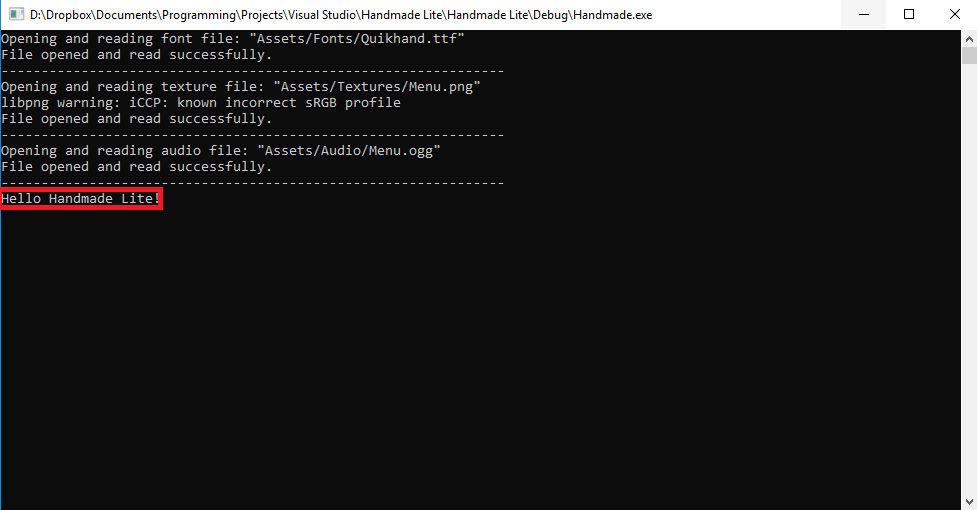 D:\Dropbox\Documents\Programming\Projects\Visual Studio\Handmade Lite\Handmade Lite\Debug\Handmade.exe
Opening and reading font file: "Assets/Fonts/Quikhand.ttf"
File opened and read successfully.
---------------------------------------------------------------
Opening and reading texture file: "Assets/Textures/Menu.png"
libpng warning: iCCP: known incorrect sRGB profile
File opened and read successfully.
---------------------------------------------------------------
Opening and reading audio file: "Assets/Audio/Menu.ogg"
File opened and read successfully.
---------------------------------------------------------------
Hello Handmade Lite!